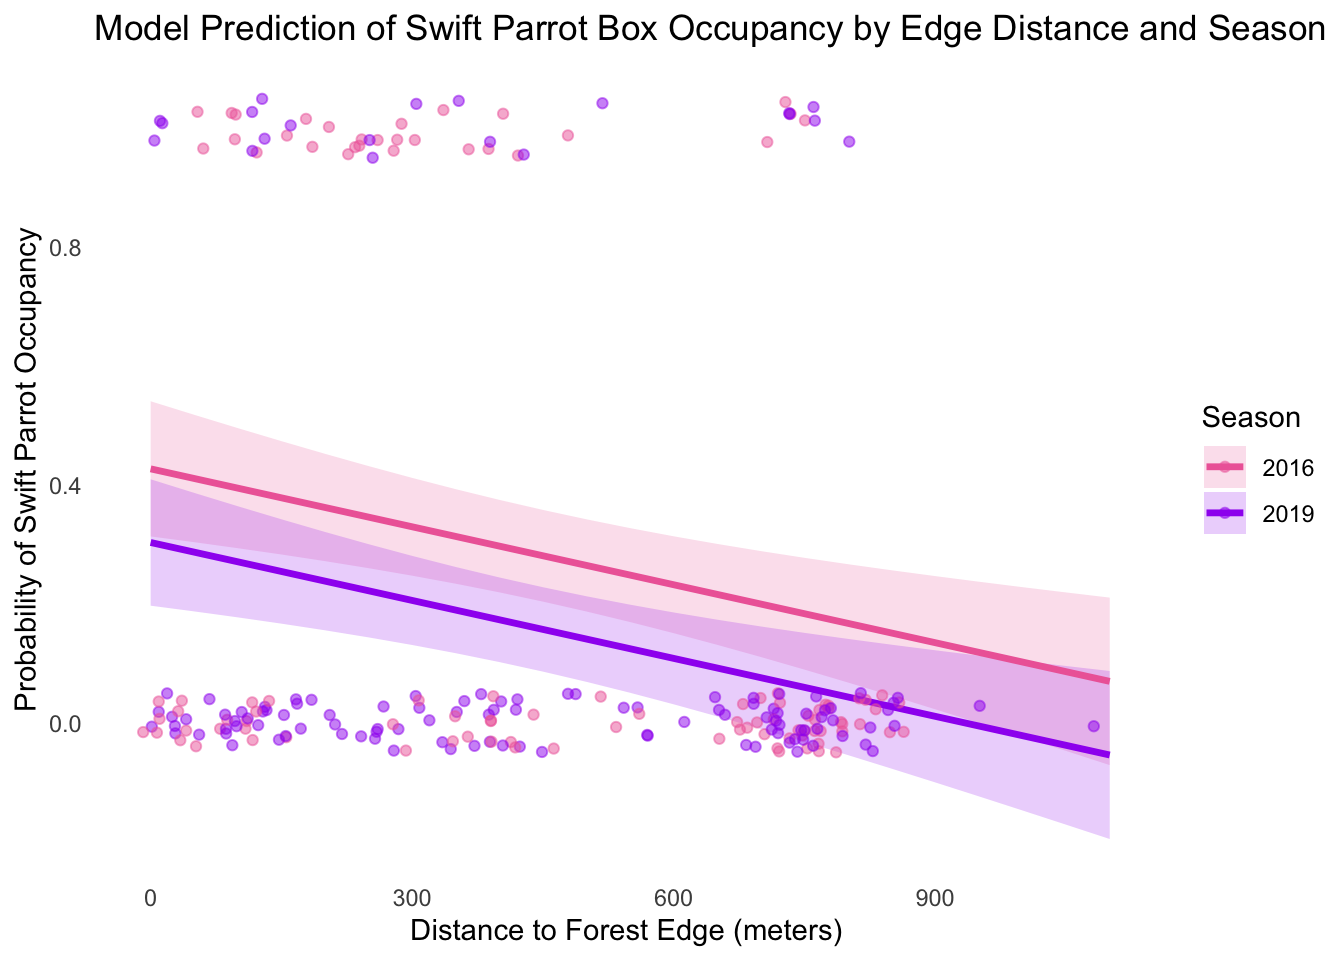 Model Prediction of Swift Parrot Box Occupancy by Edge Distance and Season
Probability of Swift Parrot Occupancy
0.8
0.4
0.0
0
300
600
900
Distance to Forest Edge (meters)
Season
2016
2019